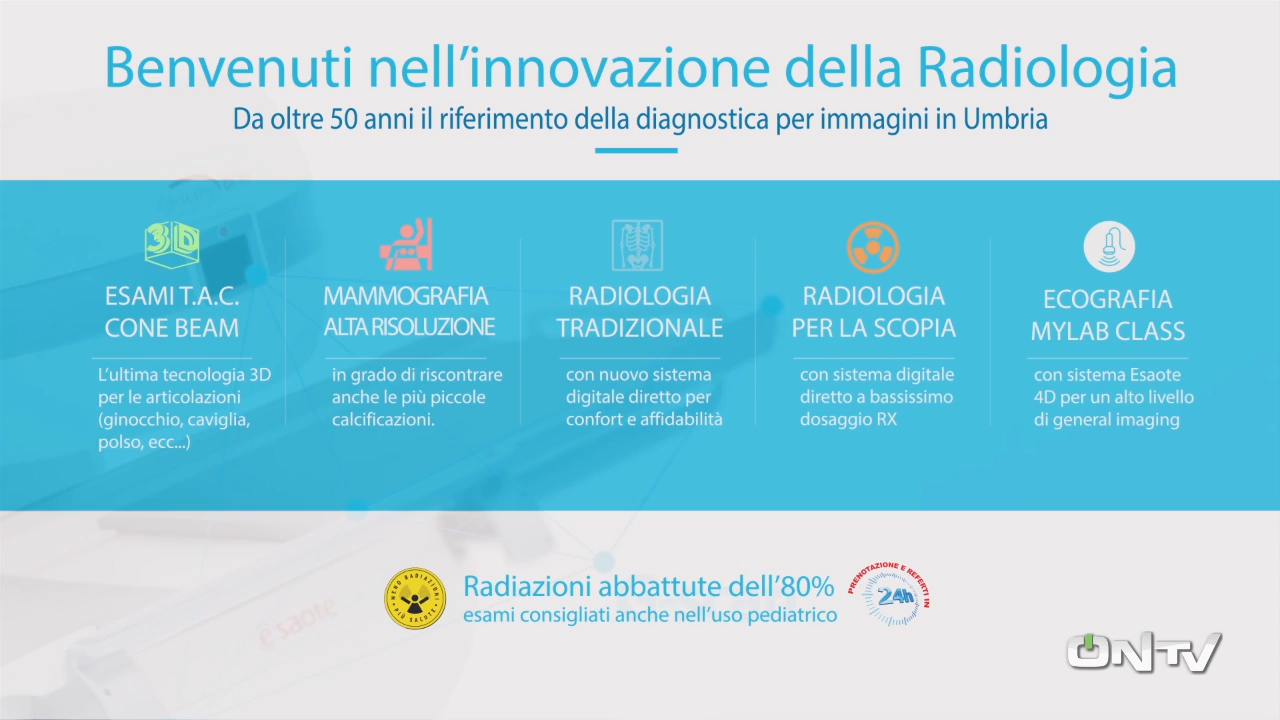 Benvenuti nell'innovazione della Radiologia
Da oltre 50 anni il riferimento della diagnostica per immagini in Umbria
3D
ESAMI T.A.C.
CONE BEAM
L'ultima tecnologia 3D
per le articolazioni
(ginocchio, caviglia,
polso, ecc...)
MAMMOGRAFIA
ALTA RISOLUZIONE
in grado di riscontrare
anche le più piccole
calcificazioni.
RADIOLOGIA
TRADIZIONALE
con nuovo sistema
digitale diretto per
confort e affidabilità
RADIOLOGIA
PER LA SCOPIA
con sistema digitale
diretto a bassissimo
dosaggio RX
ECOGRAFIA
MYLAB CLASS
con sistema Esaote
4D per un alto livello
di general imaging
MENO RADIAZIONI
PIÙ SALUTE
Radiazioni abbattute dell'80%
esami consigliati anche nell'uso pediatrico
PRENOTAZIONE E REFERTI IN
24h
esaote
ONTV